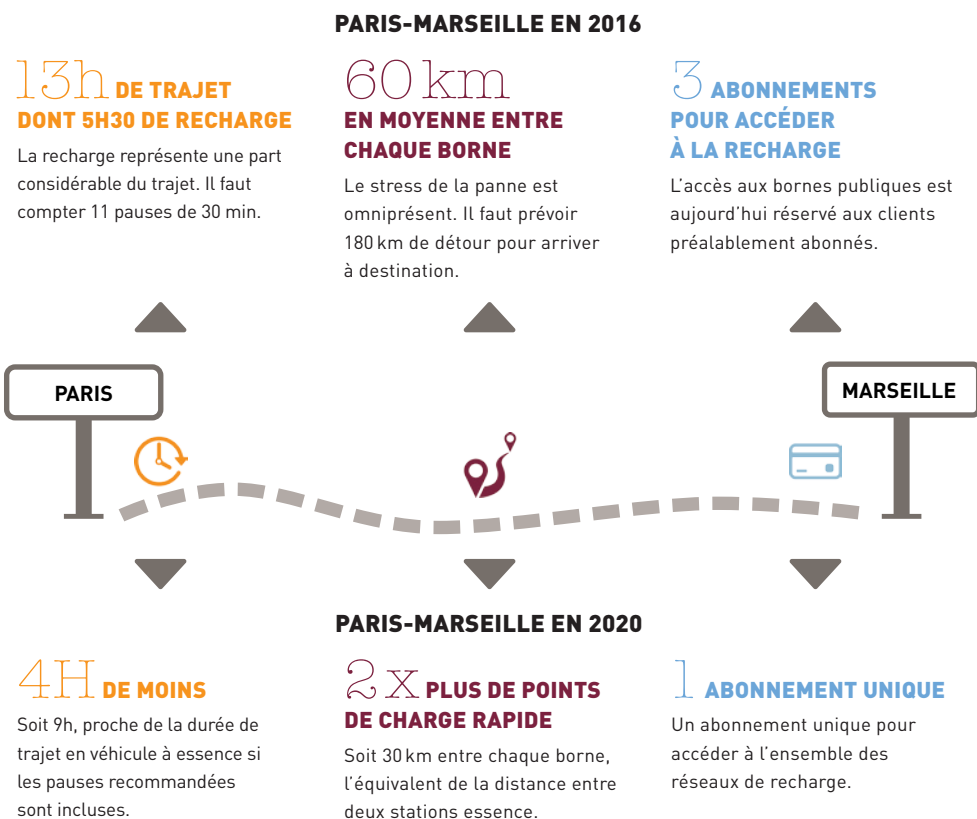 PARIS-MARSEILLE EN 2016
13h DE TRAJET
DONT 5H30 DE RECHARGE
La recharge représente une part
considérable du trajet. Il faut
compter 11 pauses de 30 min.
60 km
EN MOYENNE ENTRE
CHAQUE BORNE
Le stress de la panne est
omniprésent. Il faut prévoir
180 km de détour pour arriver
à destination.
3 ABONNEMENTS
POUR ACCÉDER
À LA RECHARGE
L’accès aux bornes publiques est
aujourd’hui réservé aux clients
préalablement abonnés.
PARIS
MARSEILLE
PARIS-MARSEILLE EN 2020
4H DE MOINS
Soit 9h, proche de la durée de
trajet en véhicule à essence si
les pauses recommandées
sont incluses.
2 X PLUS DE POINTS
DE CHARGE RAPIDE
Soit 30 km entre chaque borne,
l’équivalent de la distance entre
deux stations essence.
1 ABONNEMENT UNIQUE
Un abonnement unique pour
accéder à l’ensemble des
réseaux de recharge.